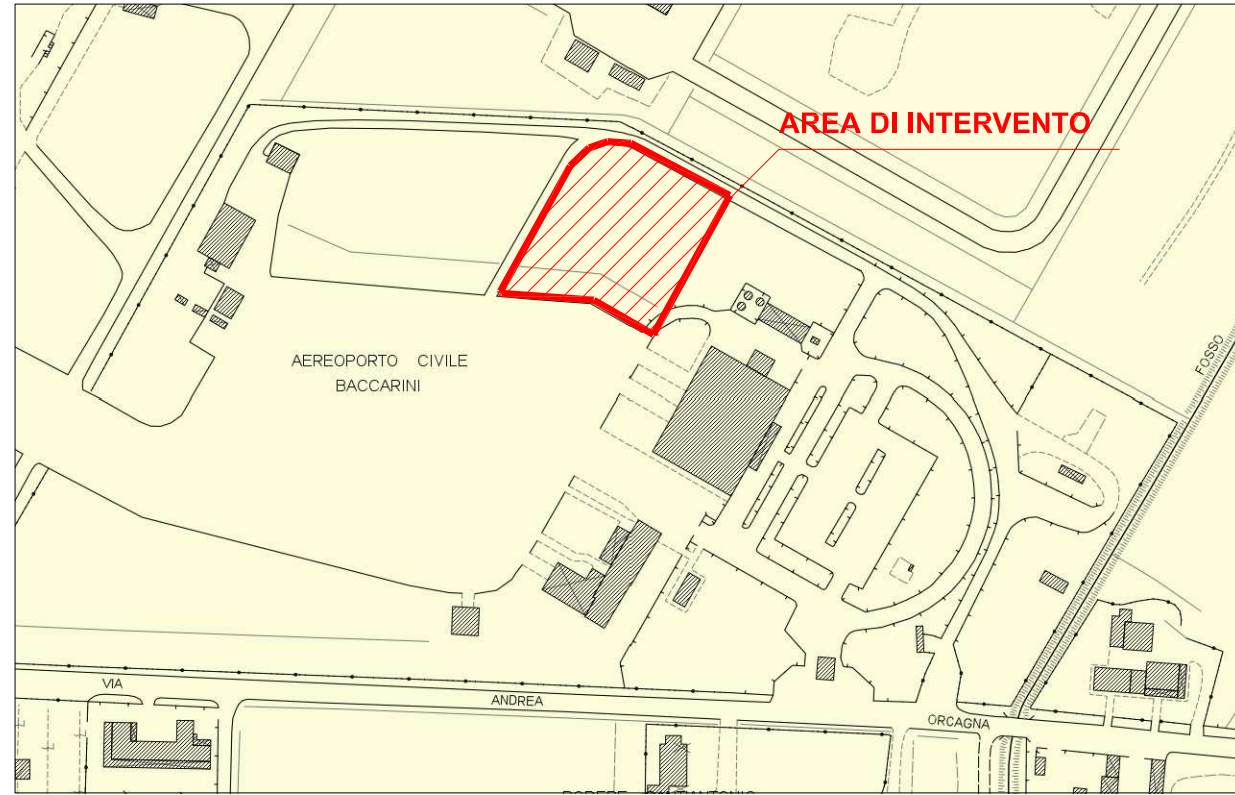 AREA DI INTERVENTO
AEREOPORTO CIVILE
BACCARINI
FOSSO
VIA
ANDREA
ORCAGNA